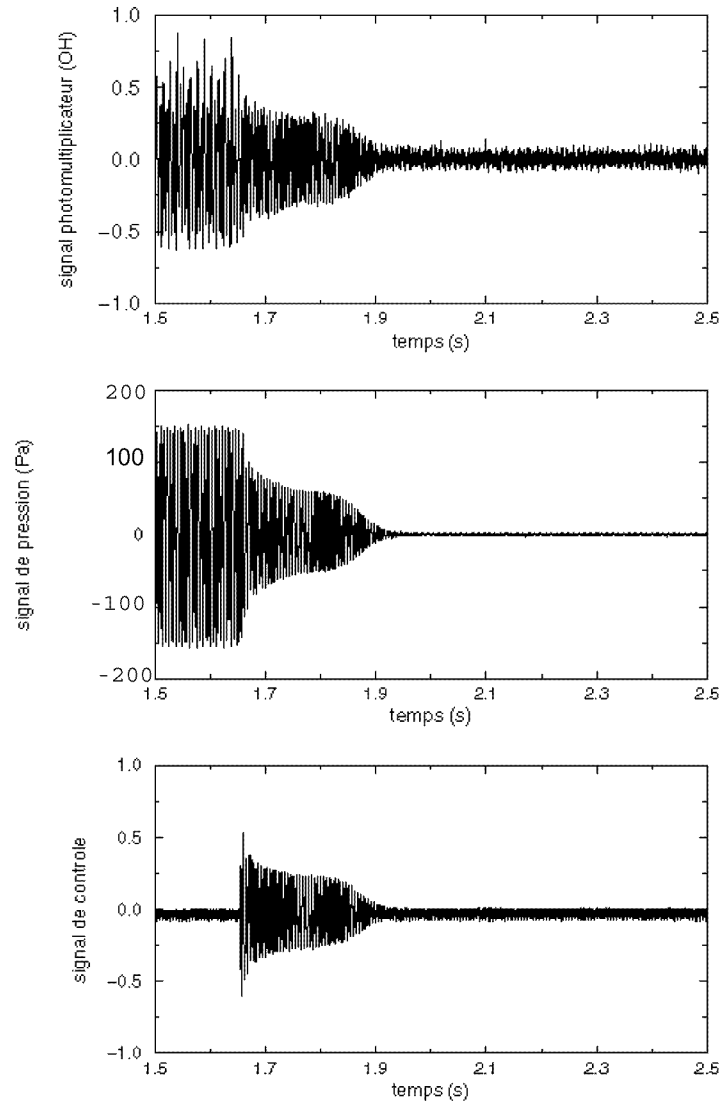 signal photomultiplicateur (OH)
1.0
0.5
0.0
−0.5
−1.0
1.5 1.7 1.9 2.1 2.3 2.5
temps (s)
signal de pression (Pa)
200
100
0
-100
-200
1.5 1.7 1.9 2.1 2.3 2.5
temps (s)
signal de controle
1.0
0.5
0.0
−0.5
−1.0
1.5 1.7 1.9 2.1 2.3 2.5
temps (s)